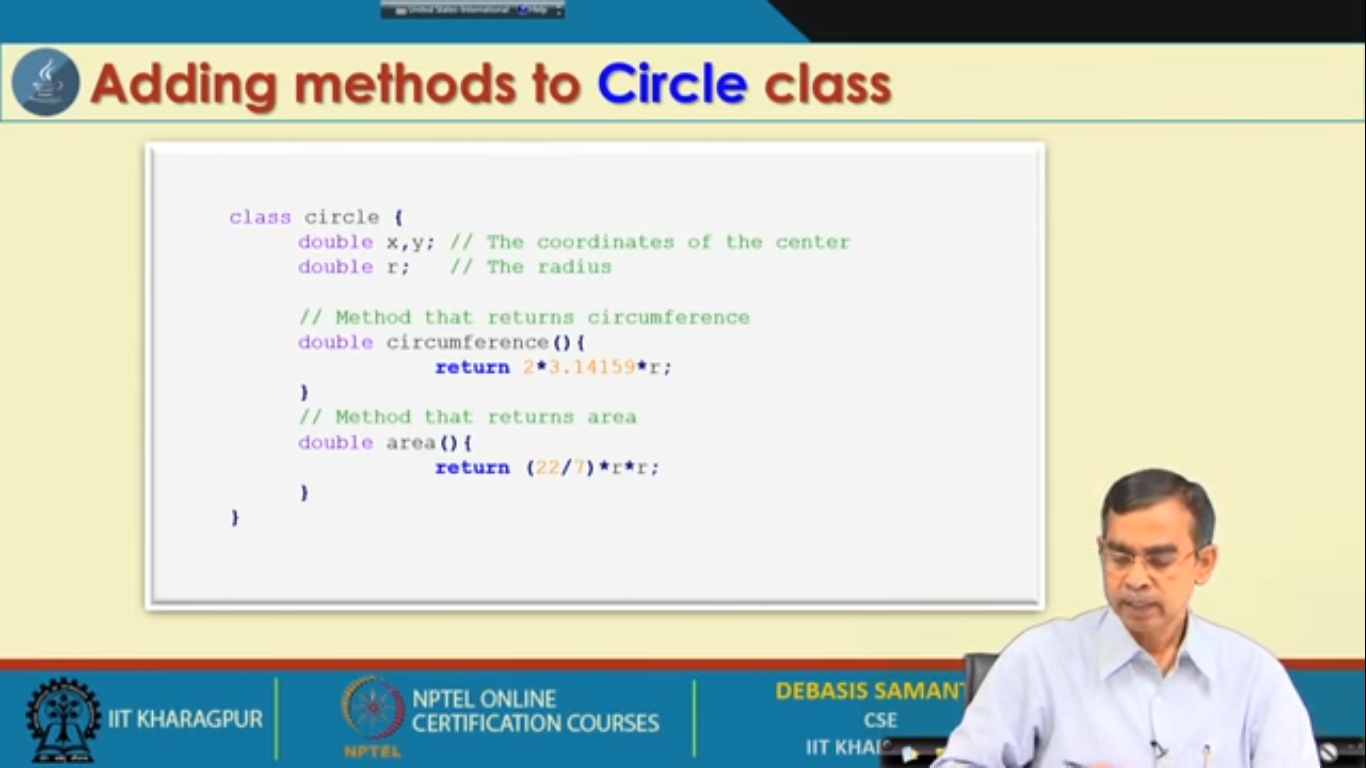 United States International Help
Adding methods to Circle class
class circle {
double x,y; // The coordinates of the center
double r; // The radius
// Method that returns circumference
double circumference(){
return 2*3.14159*r;
}
// Method that returns area
double area(){
return (22/7)*r*r;
}
}
IIT KHARAGPUR
NPTEL
NPTEL ONLINE
CERTIFICATION COURSES
DEBASIS SAMANT
CSE
IIT KHA